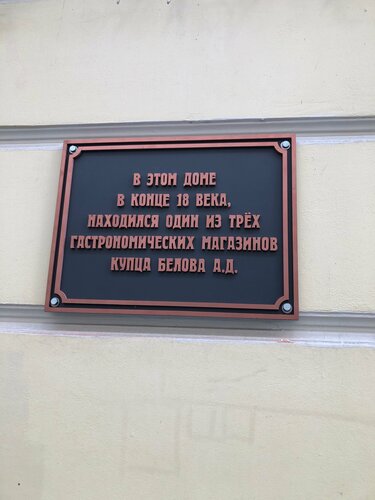 В ЭТОМ ДОМЕ
В КОНЦЕ 18 ВЕКА,
НАХОДИЛСЯ ОДИН ИЗ ТРЁХ
ГАСТРОНОМИЧЕСКИХ МАГАЗИНОВ
КУПЦА БЕЛОВА А.Д.